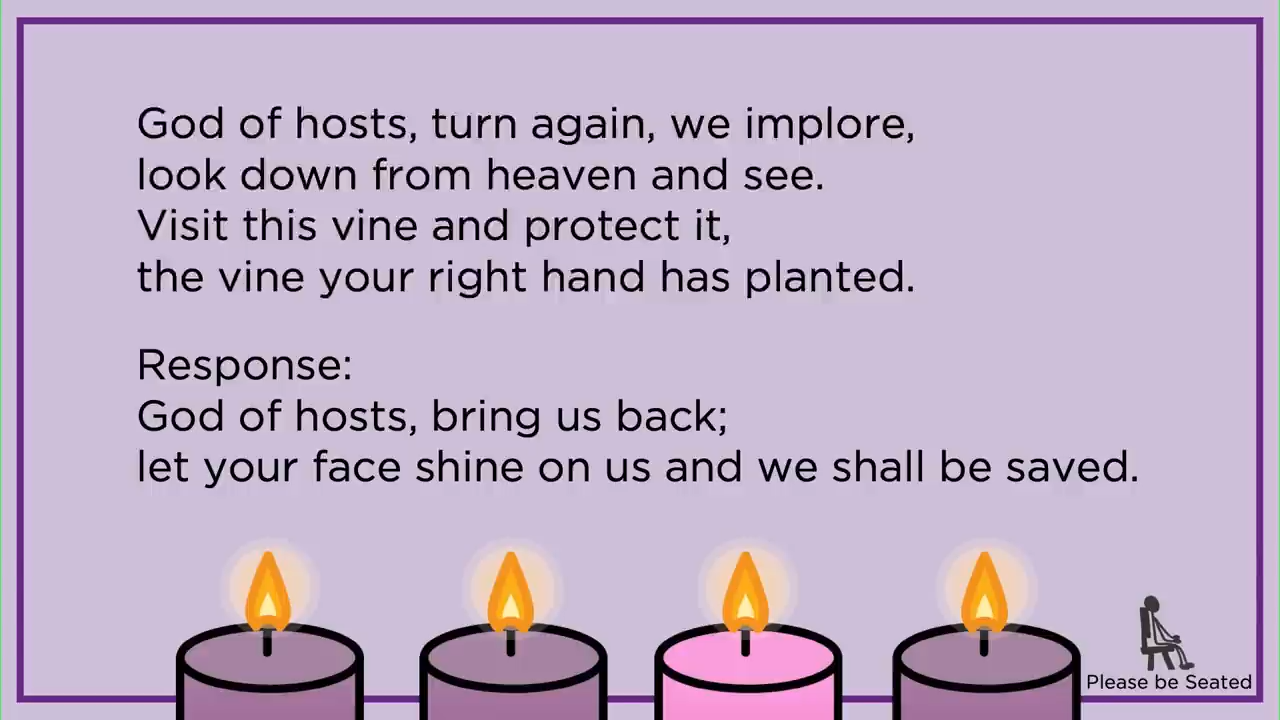 God of hosts, turn again, we implore,
look down from heaven and see.
Visit this vine and protect it,
the vine your right hand has planted.
Response:
God of hosts, bring us back;
let your face shine on us and we shall be saved.
Please be Seated